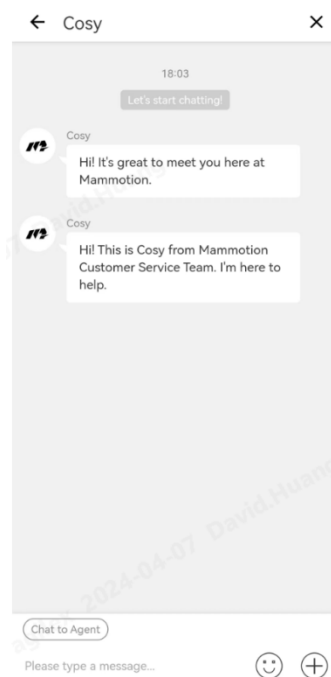 Cosy
18:03
Let's start chatting!
Cosy
Hi! It's great to meet you here at
Mammotion.
Cosy
Hi! This is Cosy from Mammotion
Customer Service Team. I'm here to
help.
2024-04-07 David.Huang
Chat to Agent
Please type a message...